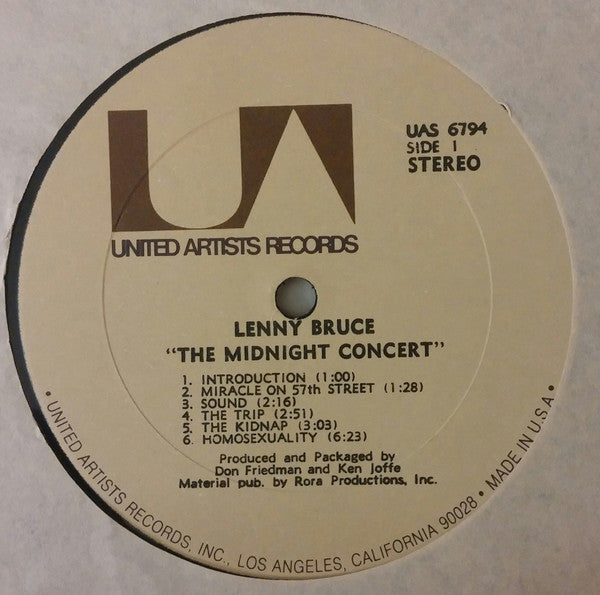 UA
UNITED ARTISTS RECORDS
UAS 6794
SIDE 1
STEREO
LENNY BRUCE
"THE MIDNIGHT CONCERT"
1. INTRODUCTION (1:00)
2. MIRACLE ON 57th STREET (1:28)
3. SOUND (2:16)
4. THE TRIP (2:51)
5. THE KIDNAP (3:03)
6. HOMOSEXUALITY (6:23)
Produced and Packaged by
Don Friedman and Ken Joffe
Material pub. by Rora Productions, Inc.
• UNITED ARTISTS RECORDS, INC., LOS ANGELES, CALIFORNIA 90028 • MADE IN U.S.A •